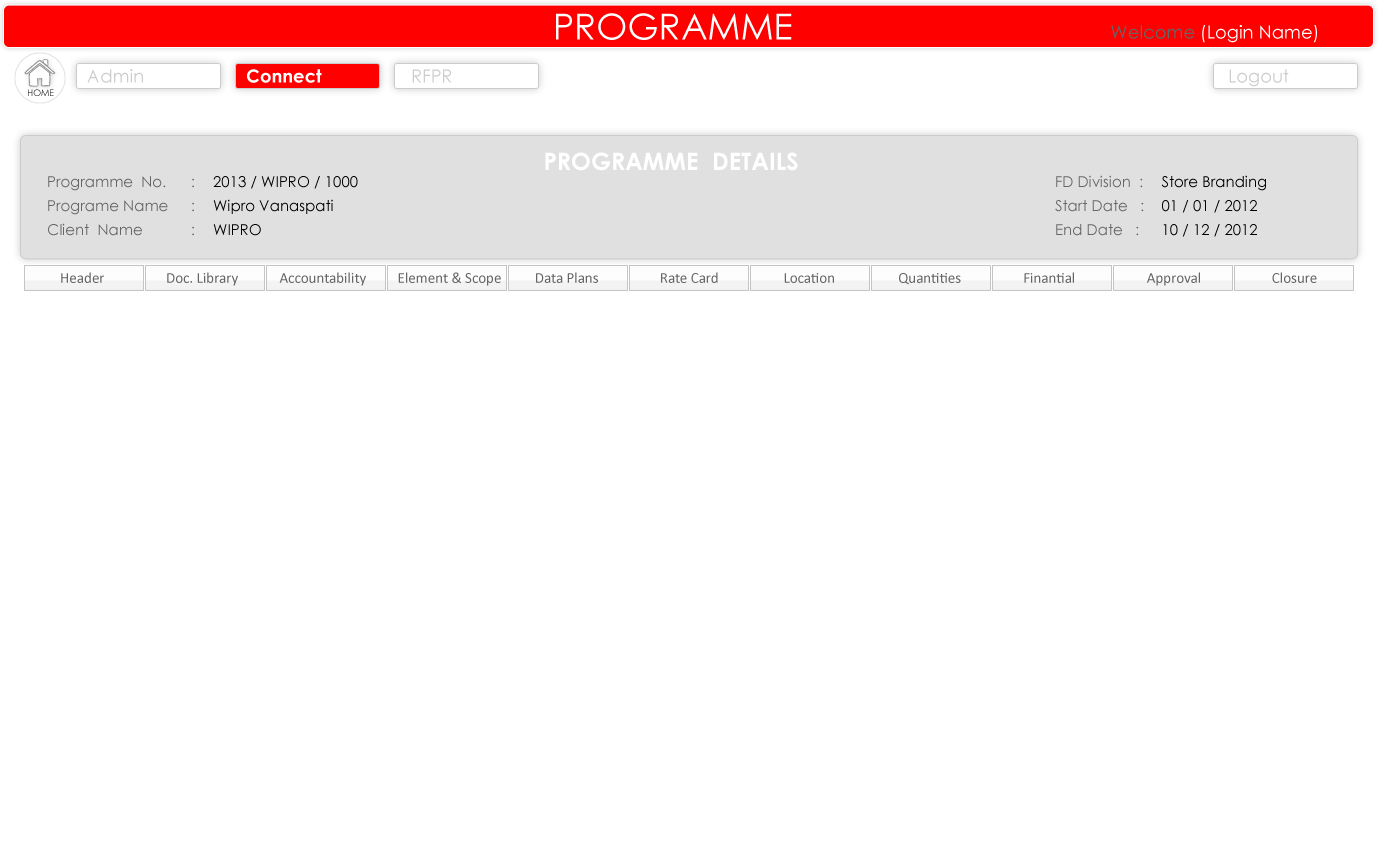 PROGRAMME
Welcome (Login Name)
HOME
Admin
Connect
RFPR
Logout
PROGRAMME DETAILS
Programme No. : 2013 / WIPRO / 1000
FD Division : Store Branding
Programe Name : Wipro Vanaspati
Start Date : 01 / 01 / 2012
Client Name : WIPRO
End Date : 10 / 12 / 2012
Header Doc. Library Accountability Element & Scope Data Plans Rate Card Location Quantities Finantial Approval Closure